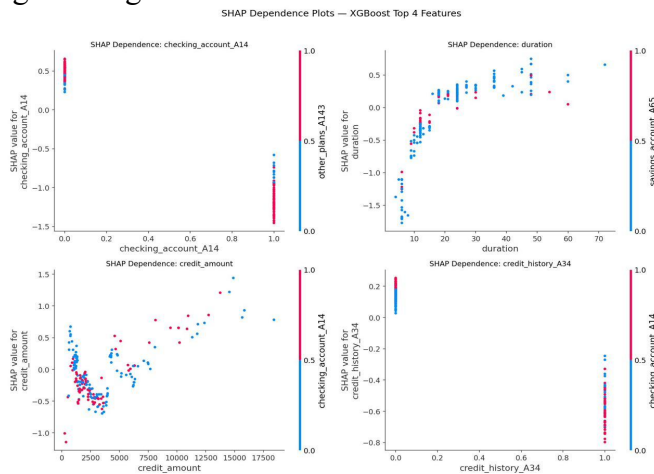 SHAP Dependence Plots — XGBoost Top 4 Features
SHAP Dependence: checking_account_A14
0.5
0.0
−0.5
−1.0
−1.5
SHAP value for
checking_account_A14
0.0 0.2 0.4 0.6 0.8 1.0
checking_account_A14
1.0
0.5
0.0
other_plans_A143
SHAP Dependence: duration
0.5
0.0
−0.5
−1.0
−1.5
SHAP value for
duration
10 20 30 40 50 60 70
duration
1.0
0.5
0.0
savings_account_A65
SHAP Dependence: credit_amount
1.5
1.0
0.5
0.0
−0.5
−1.0
SHAP value for
credit_amount
0 2500 5000 7500 10000 12500 15000 17500
credit_amount
1.0
0.5
0.0
checking_account_A14
SHAP Dependence: credit_history_A34
0.2
0.0
−0.2
−0.4
−0.6
−0.8
SHAP value for
credit_history_A34
0.0 0.2 0.4 0.6 0.8 1.0
credit_history_A34
1.0
0.5
0.0
checking_account_A14